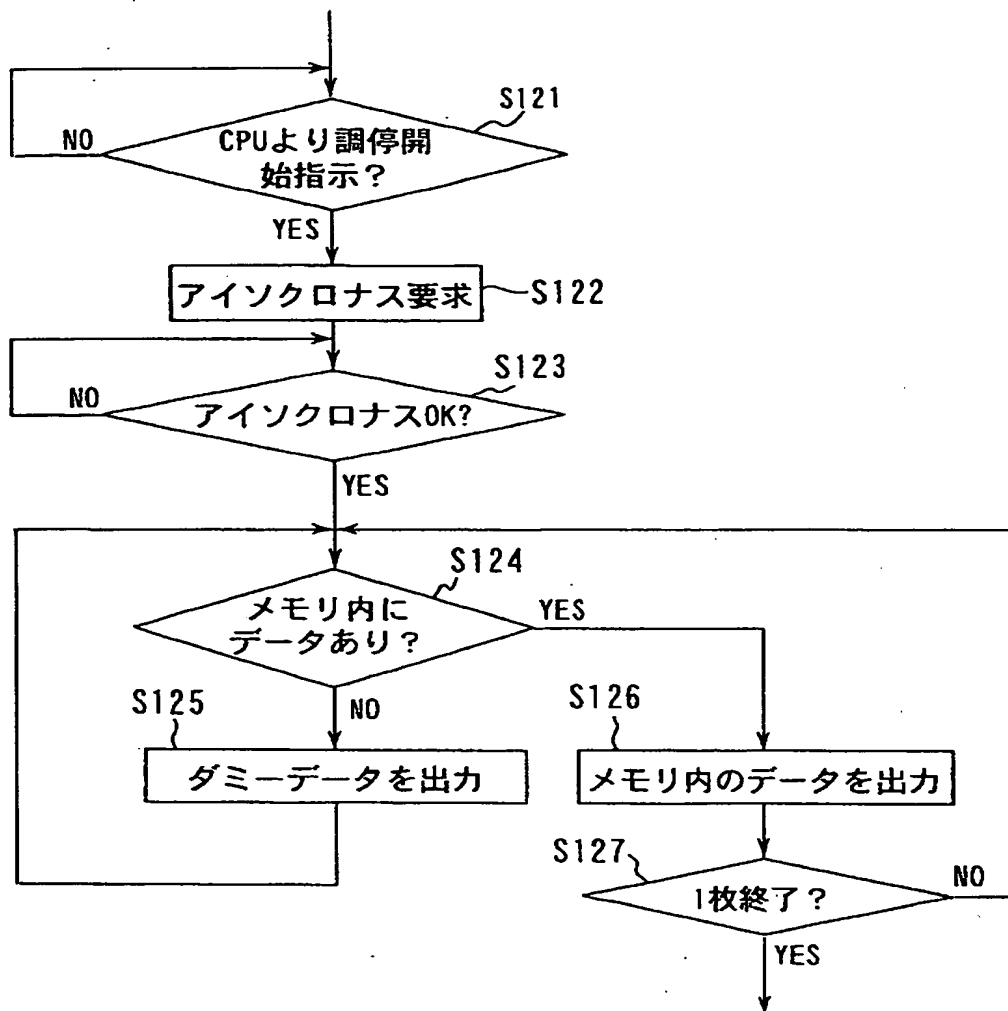 S121
CPUより調停開
始指示?
NO
YES
アイソクロナス要求
S122
S123
アイソクロナスOK?
NO
YES
S124
メモリ内に
データあり?
YES
NO
S125
ダミーデータを出力
S126
メモリ内のデータを出力
S127
1枚終了?
NO
YES